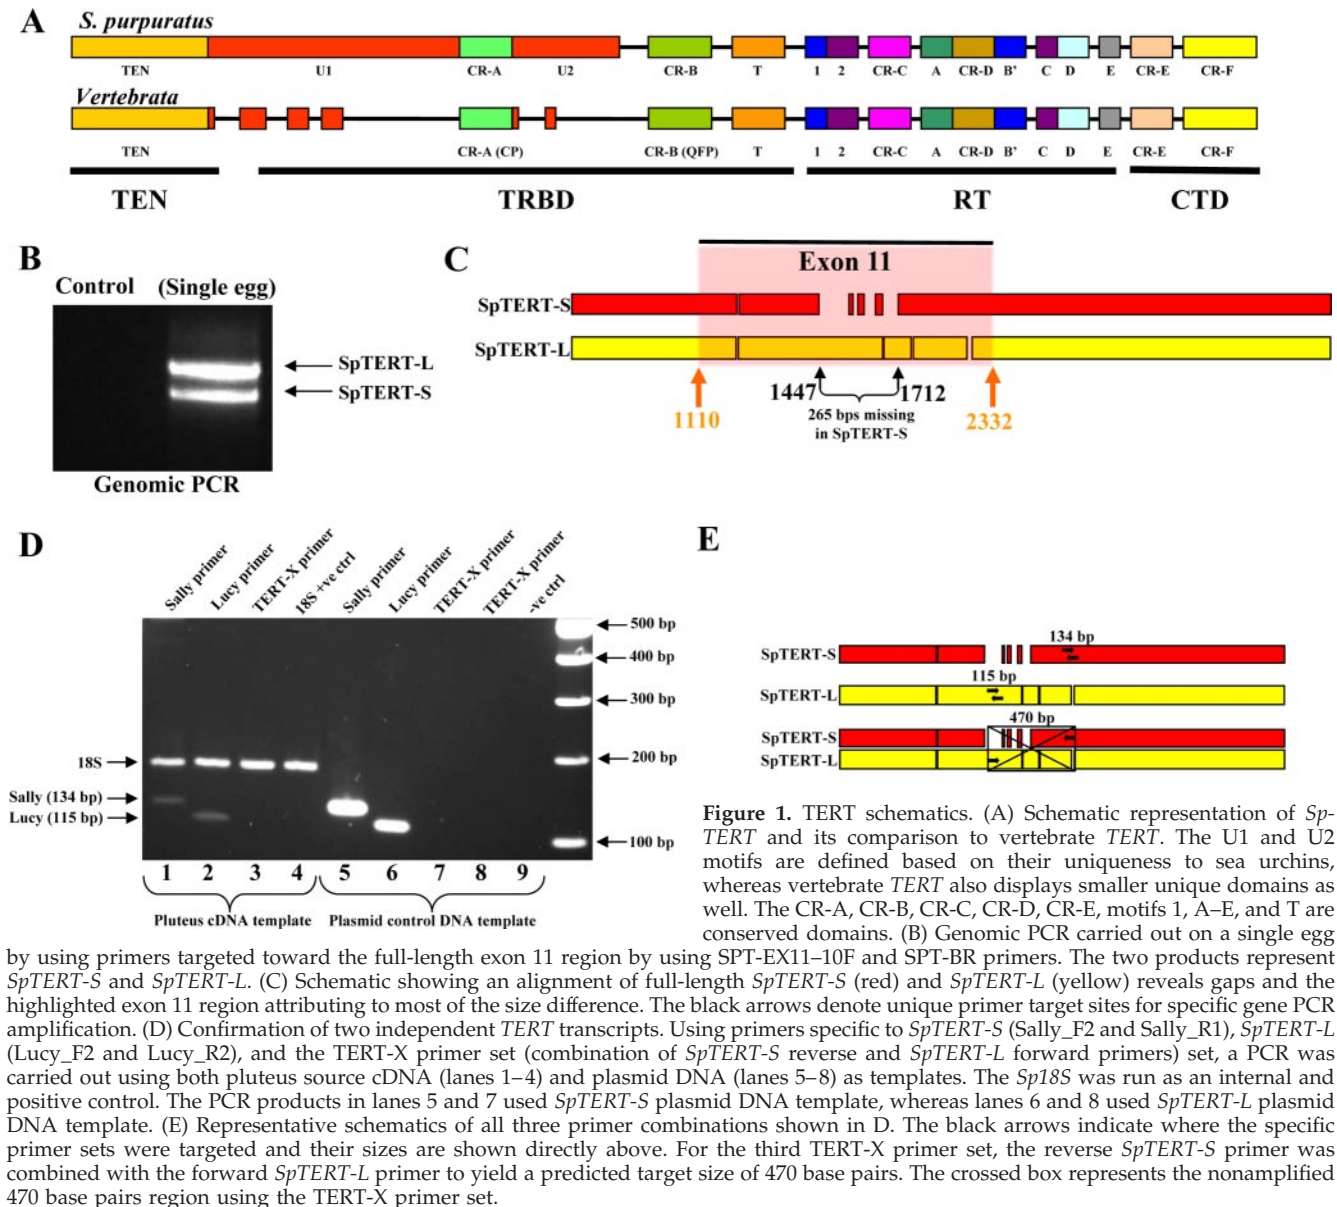 A
S. purpuratus
TEN U1 CR-A U2 CR-B T 1 2 CR-C A CR-D B' C D E CR-E CR-F
Vertebrata
TEN CR-A (CP) CR-B (QFP) T 1 2 CR-C A CR-D B' C D E CR-E CR-F
TEN TRBD RT CTD
B
Control (Single egg)
SpTERT-L
SpTERT-S
Genomic PCR
C
Exon 11
SpTERT-S
SpTERT-L
1447 1712
1110 265 bps missing 2332
in SpTERT-S
D
Sally primer
Lucy primer
TERT-X primer
18S +ve ctrl
Sally primer
Lucy primer
TERT-X primer
TERT-X primer
-ve ctrl
500 bp
400 bp
300 bp
200 bp
100 bp
18S
Sally (134 bp)
Lucy (115 bp)
1 2 3 4 5 6 7 8 9
Pluteus cDNA template Plasmid control DNA template
E
134 bp
SpTERT-S
115 bp
SpTERT-L
470 bp
SpTERT-S
SpTERT-L
Figure 1. TERT schematics. (A) Schematic representation of Sp-
TERT and its comparison to vertebrate TERT. The U1 and U2
motifs are defined based on their uniqueness to sea urchins,
whereas vertebrate TERT also displays smaller unique domains as
well. The CR-A, CR-B, CR-C, CR-D, CR-E, motifs 1, A–E, and T are
conserved domains. (B) Genomic PCR carried out on a single egg
by using primers targeted toward the full-length exon 11 region by using SPT-EX11–10F and SPT-BR primers. The two products represent
SpTERT-S and SpTERT-L. (C) Schematic showing an alignment of full-length SpTERT-S (red) and SpTERT-L (yellow) reveals gaps and the
highlighted exon 11 region attributing to most of the size difference. The black arrows denote unique primer target sites for specific gene PCR
amplification. (D) Confirmation of two independent TERT transcripts. Using primers specific to SpTERT-S (Sally_F2 and Sally_R1), SpTERT-L
(Lucy_F2 and Lucy_R2), and the TERT-X primer set (combination of SpTERT-S reverse and SpTERT-L forward primers) set, a PCR was
carried out using both pluteus source cDNA (lanes 1–4) and plasmid DNA (lanes 5–8) as templates. The Sp18S was run as an internal and
positive control. The PCR products in lanes 5 and 7 used SpTERT-S plasmid DNA template, whereas lanes 6 and 8 used SpTERT-L plasmid
DNA template. (E) Representative schematics of all three primer combinations shown in D. The black arrows indicate where the specific
primer sets were targeted and their sizes are shown directly above. For the third TERT-X primer set, the reverse SpTERT-S primer was
combined with the forward SpTERT-L primer to yield a predicted target size of 470 base pairs. The crossed box represents the nonamplified
470 base pairs region using the TERT-X primer set.